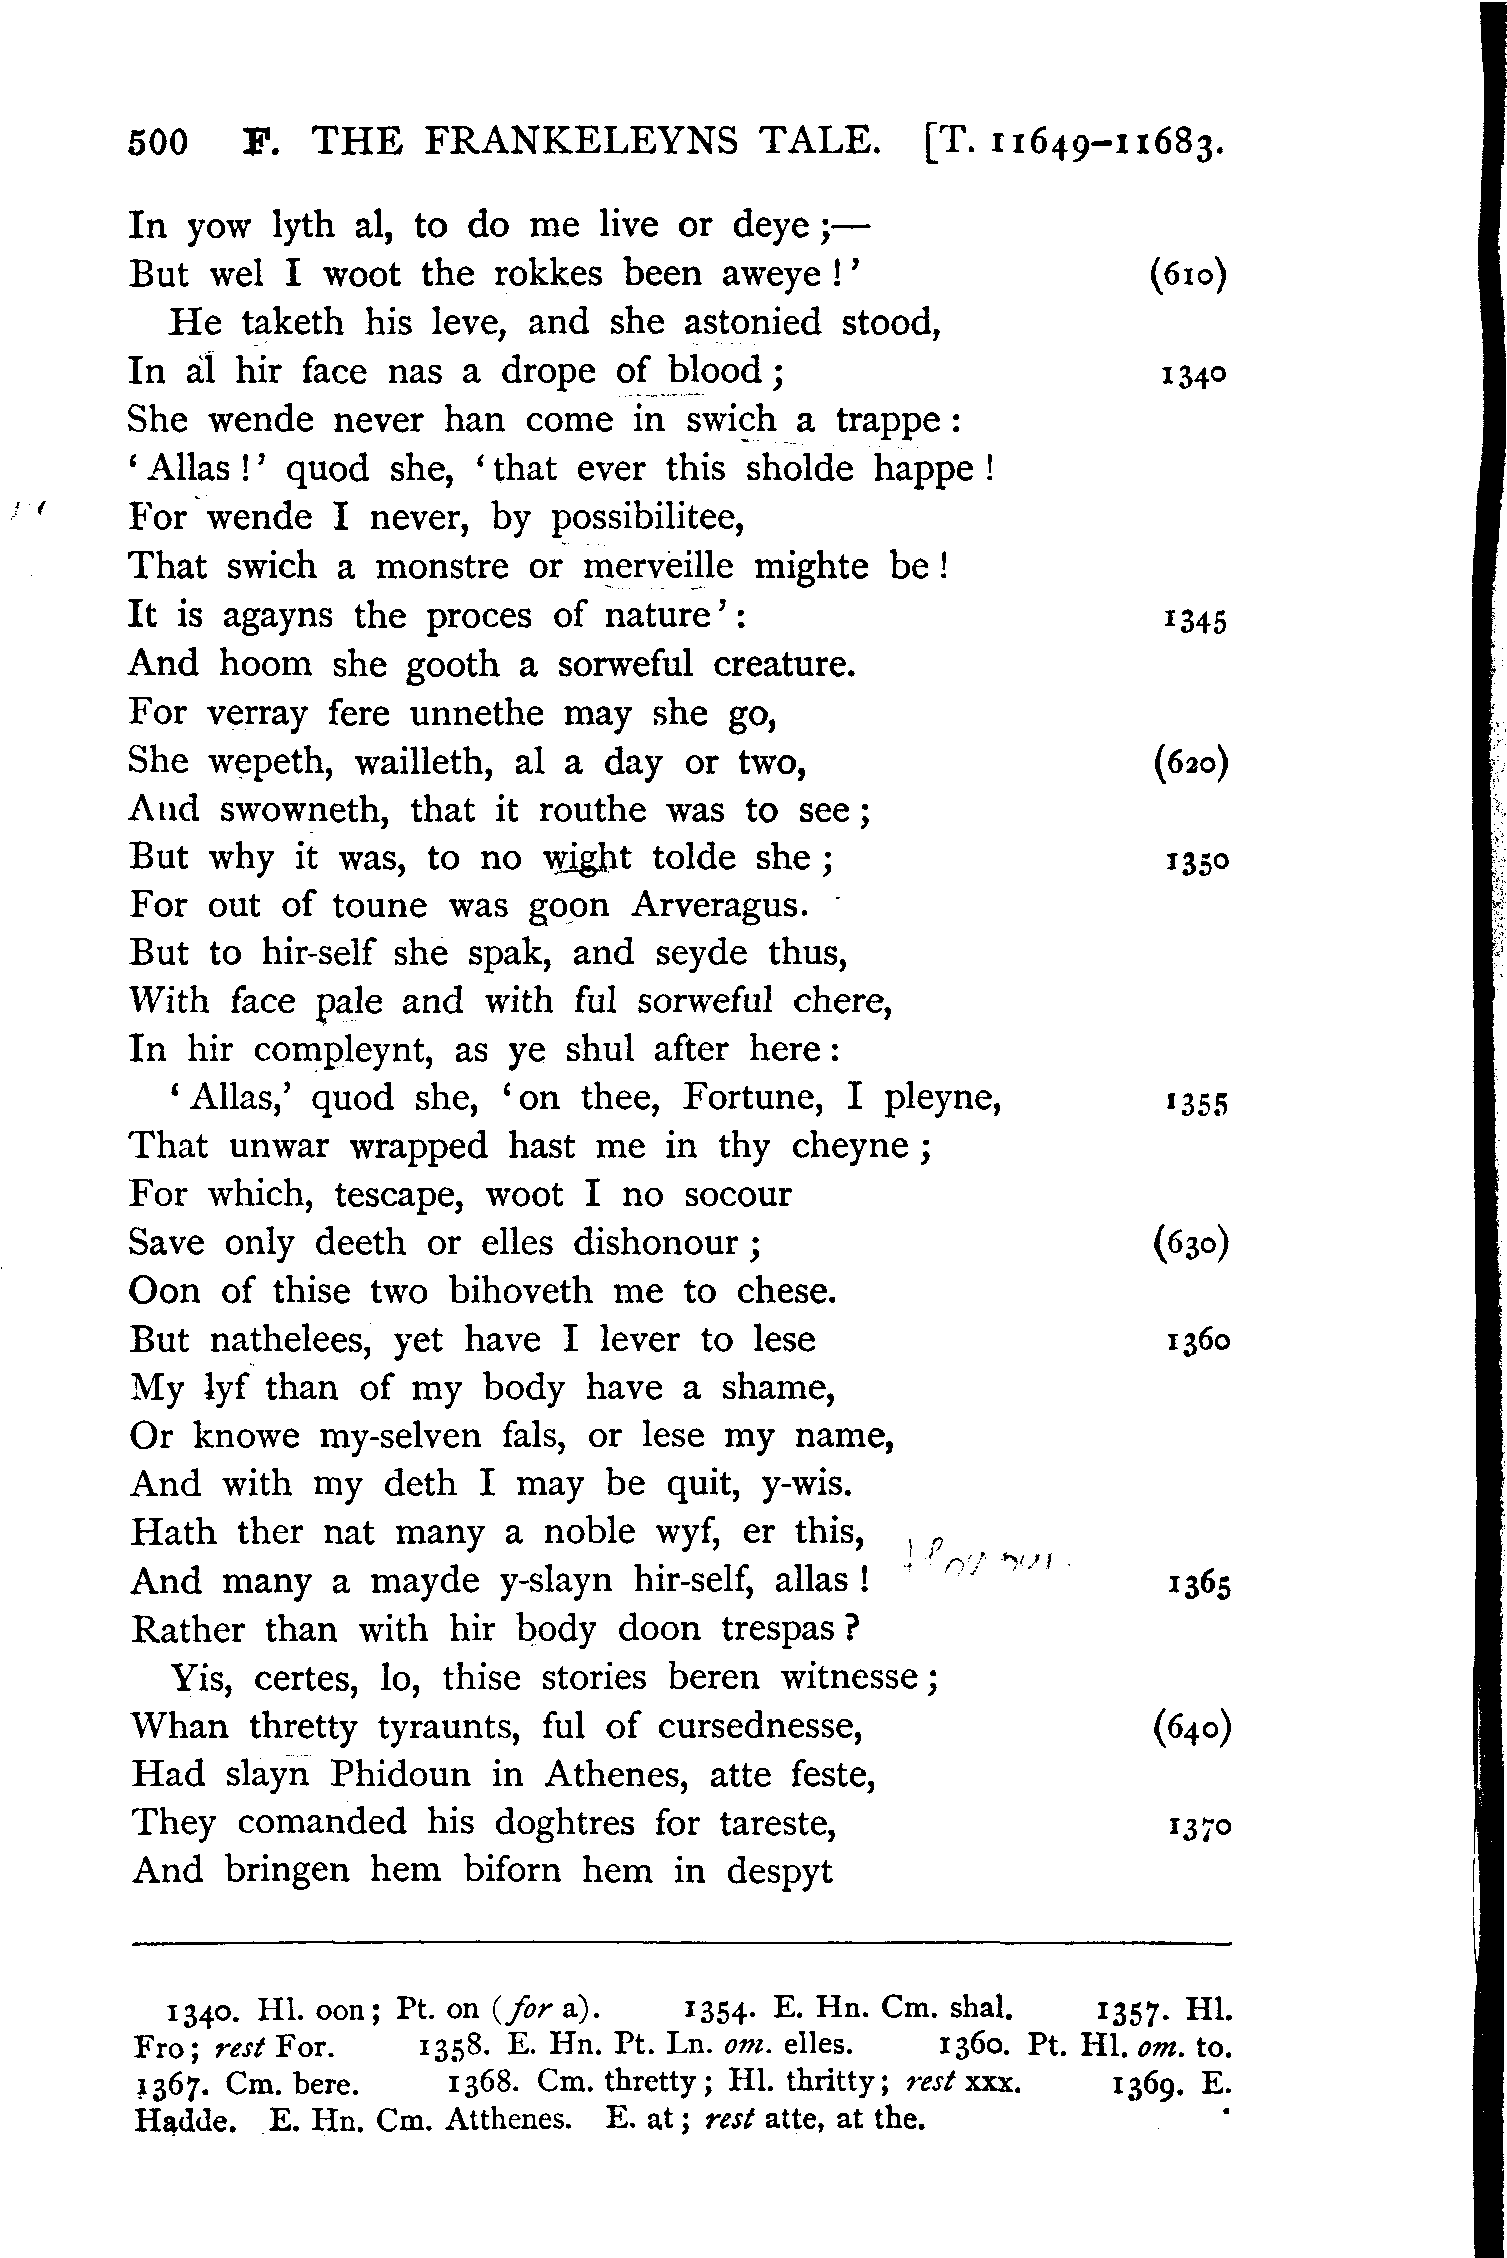 500 F. THE FRANKELEYNS TALE. [T. 11649–11683.
In yow lyth al, to do me live or deye ;—
But wel I woot the rokkes been aweye ! ’ (610)
He taketh his leve, and she astonied stood,
In al hir face nas a drope of blood ; 1340
She wende never han come in swich a trappe :
‘ Allas ! ’ quod she, ‘ that ever this sholde happe !
For wende I never, by possibilitee,
That swich a monstre or merveille mighte be !
It is agayns the proces of nature ’ : 1345
And hoom she gooth a sorweful creature.
For verray fere unnethe may she go,
She wepeth, wailleth, al a day or two, (620)
And swowneth, that it routhe was to see ;
But why it was, to no wight tolde she ; 1350
For out of toune was goon Arveragus.
But to hir-self she spak, and seyde thus,
With face pale and with ful sorweful chere,
In hir compleynt, as ye shul after here :
‘ Allas,’ quod she, ‘ on thee, Fortune, I pleyne, 1355
That unwar wrapped hast me in thy cheyne ;
For which, tescape, woot I no socour
Save only deeth or elles dishonour ; (630)
Oon of thise two bihoveth me to chese.
But nathelees, yet have I lever to lese 1360
My lyf than of my body have a shame,
Or knowe my-selven fals, or lese my name,
And with my deth I may be quit, y-wis.
Hath ther nat many a noble wyf, er this,
And many a mayde y-slayn hir-self, allas ! 1365
Rather than with hir body doon trespas ?
Yis, certes, lo, thise stories beren witnesse ;
Whan thretty tyraunts, ful of cursednesse, (640)
Had slayn Phidoun in Athenes, atte feste,
They comanded his doghtres for tareste, 1370
And bringen hem biforn hem in despyt
1340. Hl. oon ; Pt. on (for a). 1354. E. Hn. Cm. shal. 1357. Hl.
Fro ; rest For. 1358. E. Hn. Pt. Ln. om. elles. 1360. Pt. Hl. om. to.
1367. Cm. bere. 1368. Cm. thretty ; Hl. thritty ; rest xxx. 1369. E.
Hadde. E. Hn. Cm. Atthenes. E. at ; rest atte, at the.